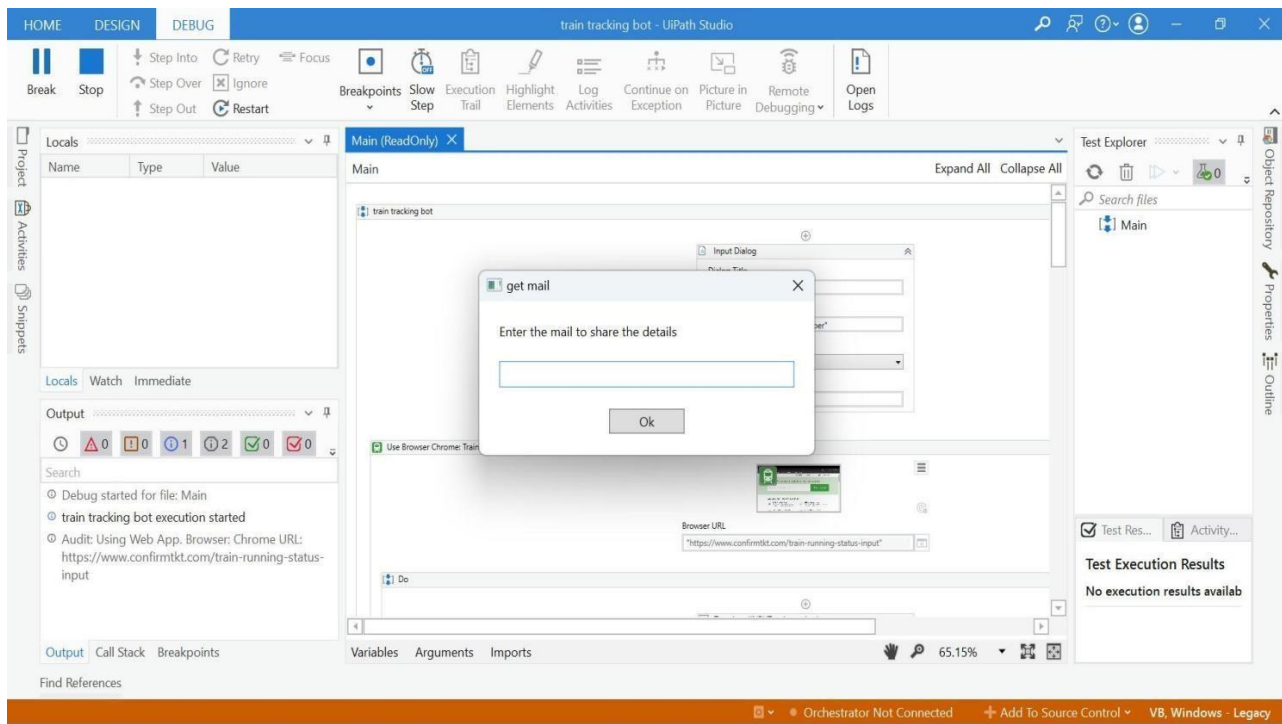 HOME DESIGN DEBUG train tracking bot - UiPath Studio
Break Stop Step Into Step Over Step Out Retry Ignore Restart Focus
Breakpoints Slow Step Execution Trail Highlight Elements Log Activities Continue on Exception Picture in Picture Remote Debugging Open Logs
Project
Activities
Snippets
Locals
Name Type Value
Locals Watch Immediate
Output
0 0 1 2 0 0
Search
Debug started for file: Main
train tracking bot execution started
Audit: Using Web App. Browser: Chrome URL:
https://www.confirmtkt.com/train-running-status-
input
Output Call Stack Breakpoints
Find References
Main (ReadOnly)
Main Expand All Collapse All
train tracking bot
Input Dialog
Dialog Title
get mail
Enter the mail to share the details
Ok
Use Browser Chrome: Train
Browser URL
"https://www.confirmtkt.com/train-running-status-input"
Do
Variables Arguments Imports 65.15%
Test Explorer
0
Search files
Main
Test Res... Activity...
Test Execution Results
No execution results availab
Object Repository
Properties
Outline
Orchestrator Not Connected Add To Source Control VB, Windows - Legacy